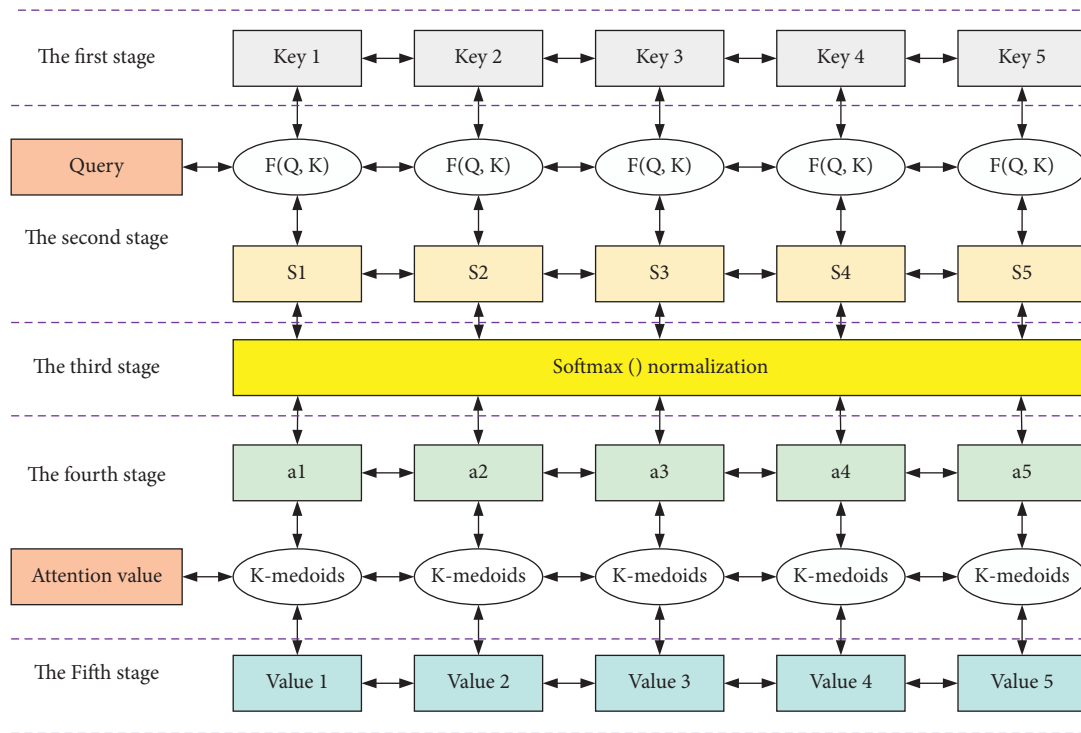 The first stage
Key 1
Key 2
Key 3
Key 4
Key 5
Query
F(Q, K)
F(Q, K)
F(Q, K)
F(Q, K)
F(Q, K)
The second stage
S1
S2
S3
S4
S5
The third stage
Softmax () normalization
The fourth stage
a1
a2
a3
a4
a5
Attention value
K-medoids
K-medoids
K-medoids
K-medoids
K-medoids
The Fifth stage
Value 1
Value 2
Value 3
Value 4
Value 5